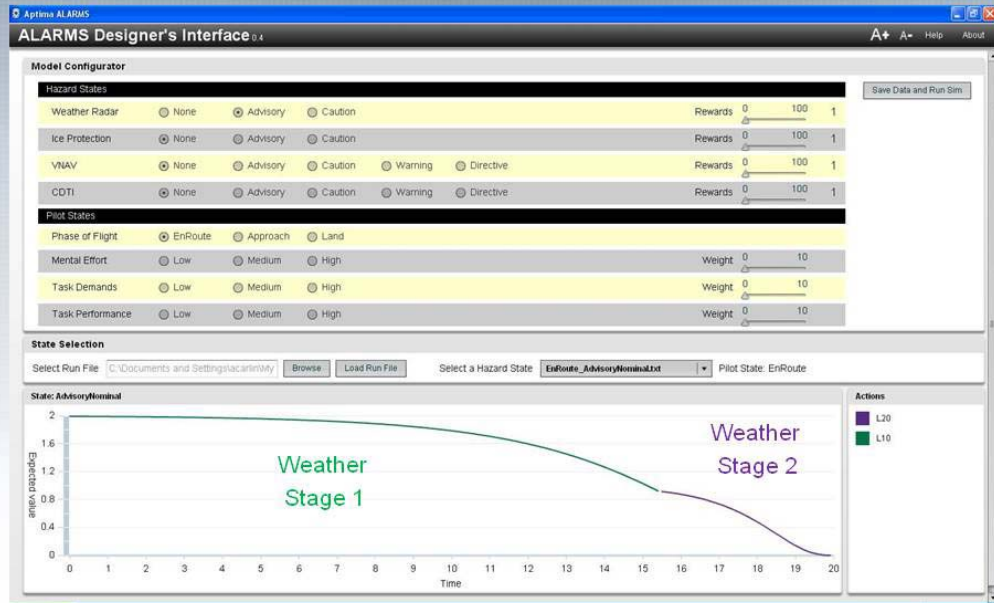 Aptima ALARMS
ALARMS Designer's Interface 0.4 A+ A- Help About
Model Configurator
Hazard States Save Data and Run Sim
Weather Radar None Advisory Caution Rewards 0 100 1
Ice Protection None Advisory Caution Rewards 0 100 1
VNAV None Advisory Caution Warning Directive Rewards 0 100 1
CDTI None Advisory Caution Warning Directive Rewards 0 100 1
Pilot States
Phase of Flight EnRoute Approach Land
Mental Effort Low Medium High Weight 0 10
Task Demands Low Medium High Weight 0 10
Task Performance Low Medium High Weight 0 10
State Selection
Select Run File C:\Documents and Settings\acarlin\My Browse Load Run File Select a Hazard State EnRoute_AdvisoryNominal.txt Pilot State: EnRoute
State: AdvisoryNominal Actions
Expected value
2
1.6
1.2
0.8
0.4
0
Weather
Stage 1
Weather
Stage 2
L20
L10
0 1 2 3 4 5 6 7 8 9 10 11 12 13 14 15 16 17 18 19 20
Time